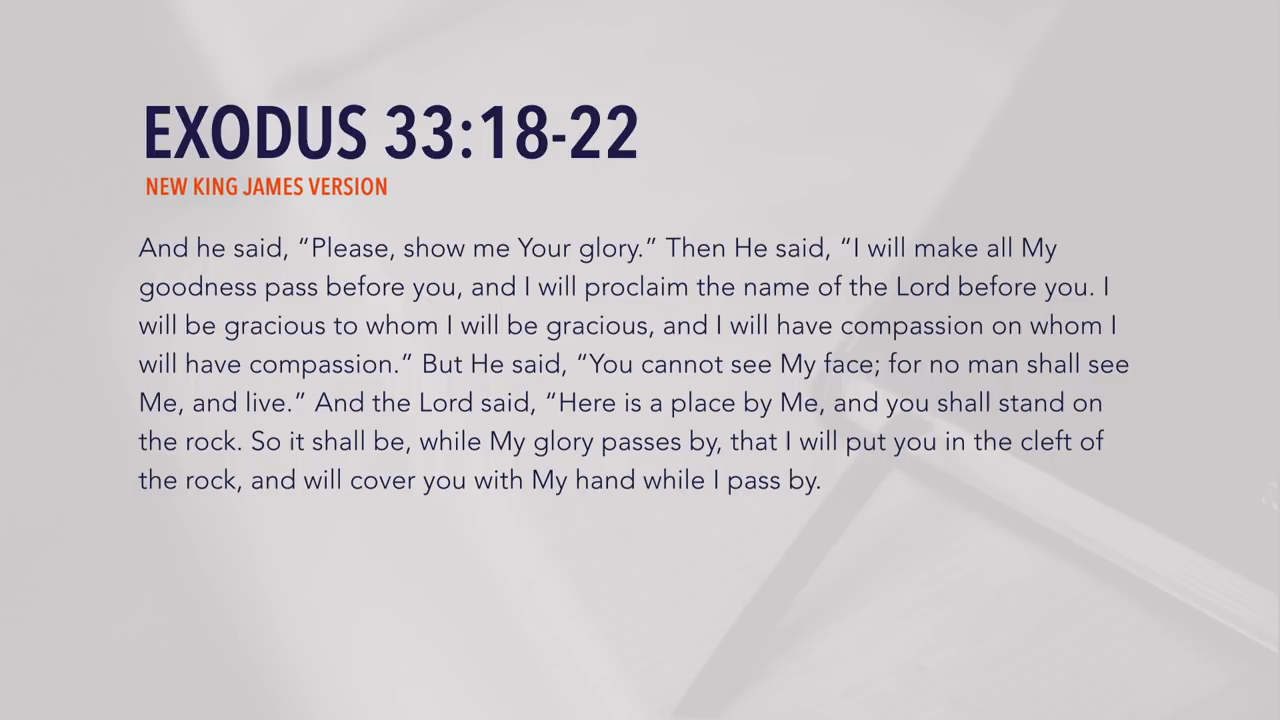 EXODUS 33:18-22
NEW KING JAMES VERSION
And he said, “Please, show me Your glory.” Then He said, “I will make all My
goodness pass before you, and I will proclaim the name of the Lord before you. I
will be gracious to whom I will be gracious, and I will have compassion on whom I
will have compassion.” But He said, “You cannot see My face; for no man shall see
Me, and live.” And the Lord said, “Here is a place by Me, and you shall stand on
the rock. So it shall be, while My glory passes by, that I will put you in the cleft of
the rock, and will cover you with My hand while I pass by.